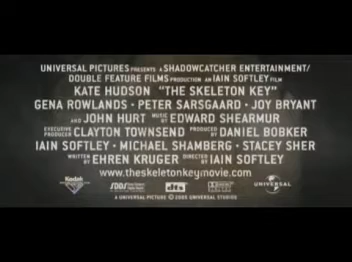 UNIVERSAL PICTURES PRESENTS A SHADOWCATCHER ENTERTAINMENT/
DOUBLE FEATURE FILMS PRODUCTION AN IAIN SOFTLEY FILM
KATE HUDSON "THE SKELETON KEY"
GENA ROWLANDS · PETER SARSGAARD · JOY BRYANT
AND JOHN HURT MUSIC BY EDWARD SHEARMUR
EXECUTIVE PRODUCER CLAYTON TOWNSEND PRODUCED BY DANIEL BOBKER
IAIN SOFTLEY · MICHAEL SHAMBERG · STACEY SHER
WRITTEN BY EHREN KRUGER DIRECTED BY IAIN SOFTLEY
www.theskeletonkeymovie.com
Kodak SDDS dts DOLBY UNIVERSAL
A UNIVERSAL PICTURE © 2005 UNIVERSAL STUDIOS